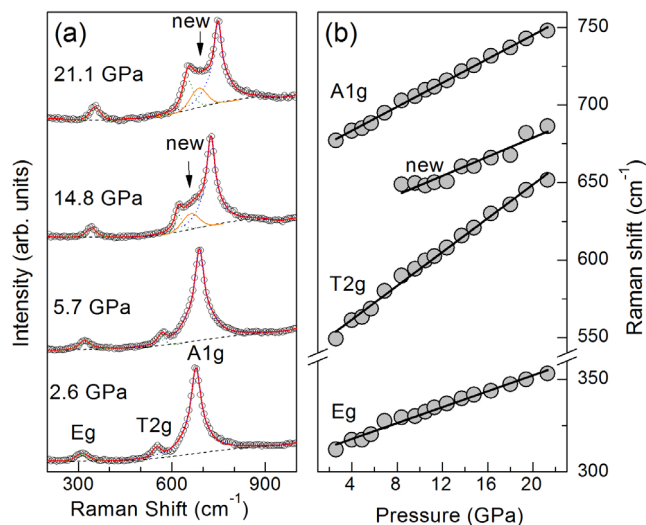 (a)
new
21.1 GPa
new
14.8 GPa
5.7 GPa
A1g
2.6 GPa
T2g
Eg
Intensity (arb. units)
300 600 900
Raman Shift (cm-1)
(b)
A1g
new
T2g
Eg
750
700
650
600
550
350
300
Raman shift (cm-1)
4 8 12 16 20
Pressure (GPa)